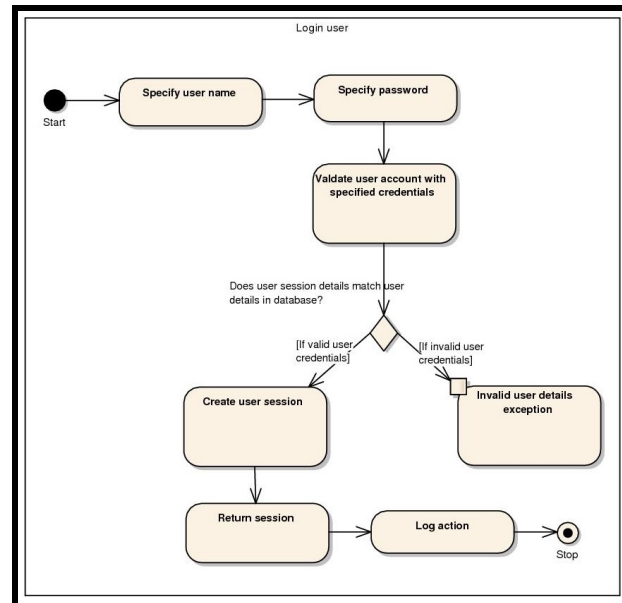 Login user
Specify user name
Specify password
Start
Valdate user account with
specified credentials
Does user session details match user
details in database?
[If valid user
credentials]
[If invalid user
credentials]
Create user session
Invalid user details
exception
Return session
Log action
Stop